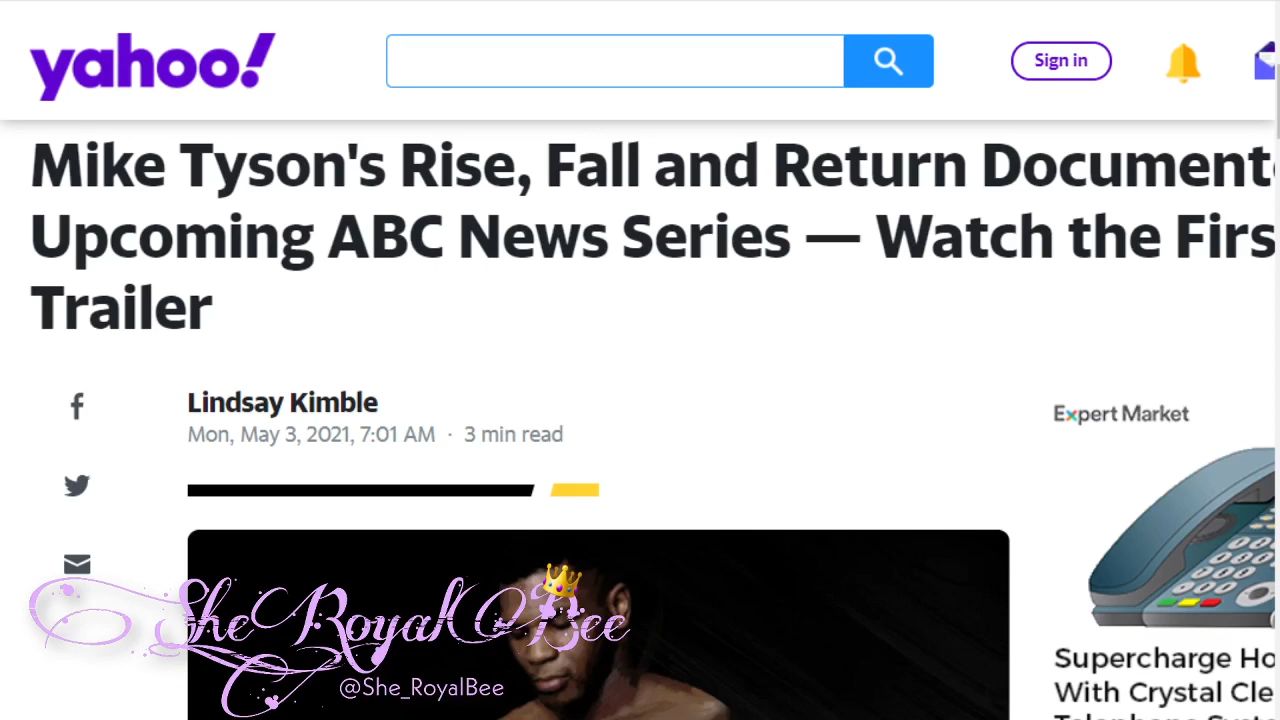 yahoo!
Sign in
Mike Tyson's Rise, Fall and Return Document
Upcoming ABC News Series — Watch the Firs
Trailer
Lindsay Kimble
Mon, May 3, 2021, 7:01 AM · 3 min read
Expert Market
SheRoyalBee
@She_RoyalBee
Supercharge Ho
With Crystal Cle